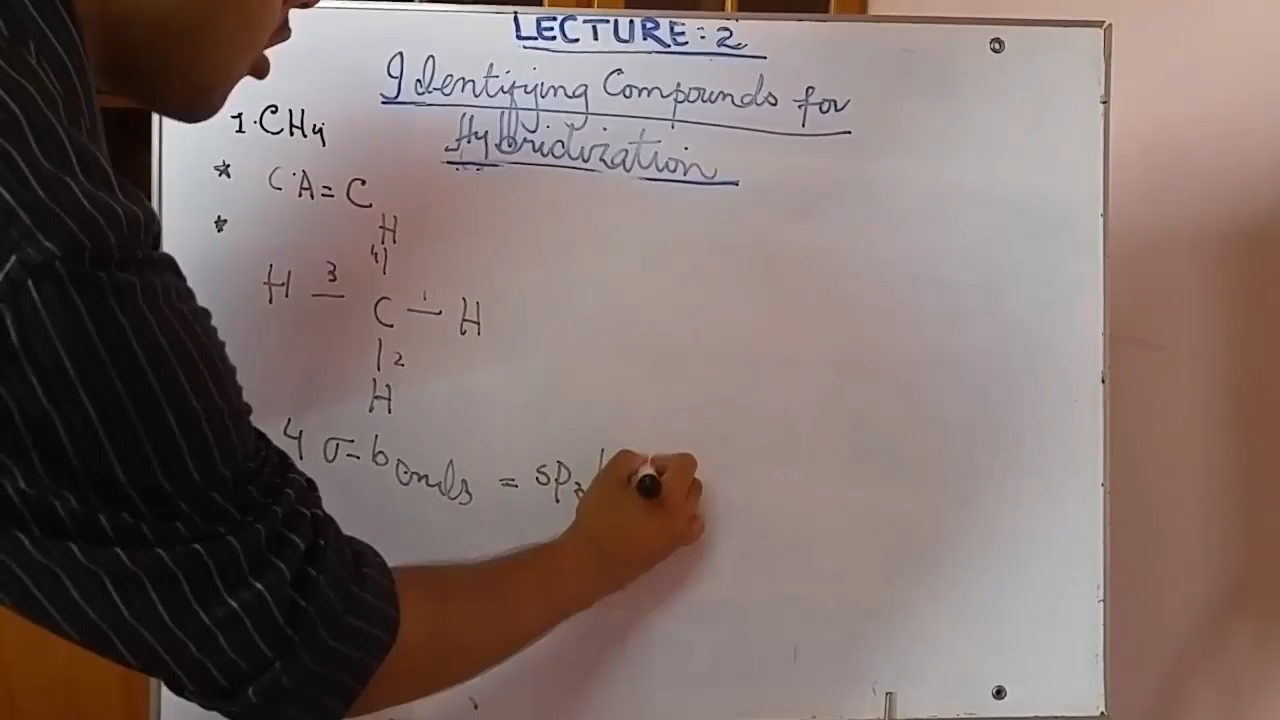 LECTURE: 2
Identifying Compounds for
Hybridization
1. CH4
* C.A = C
*
H
4
H 3 C 1 H
2
H
4 σ-bonds = sp3